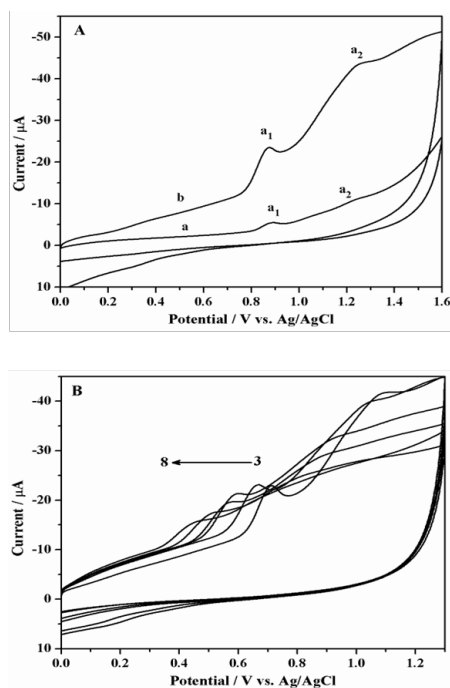 A
-50
-40
-30
-20
-10
0
10
Current / µA
a2
a1
b
a2
a1
a
0.0 0.2 0.4 0.6 0.8 1.0 1.2 1.4 1.6
Potential / V vs. Ag/AgCl
B
-40
-30
-20
-10
0
10
Current / µA
8 3
0.0 0.2 0.4 0.6 0.8 1.0 1.2
Potential / V vs. Ag/AgCl